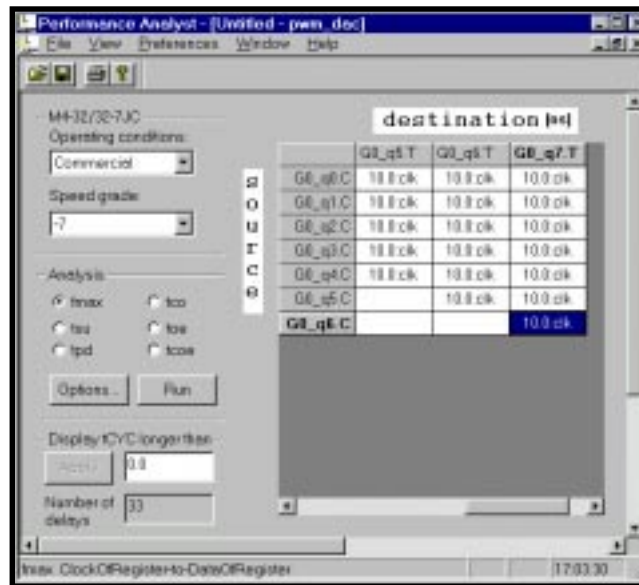 Performance Analyst - [Untitled - pwm_dac]
File View Preferences Window Help
M4-32/32-7JC
Operating conditions:
Commercial
Speed grade:
-7
Analysis
fmax tco
tsu toe
tpd tcoe
Options... Run
Display tCYC longer than
Apply 0.0
Number of delays 33
destination [ns]
source
G0_q5.T G0_q6.T G0_q7.T
G0_q0.C 10.0:clk 10.0:clk 10.0:clk
G0_q1.C 10.0:clk 10.0:clk 10.0:clk
G0_q2.C 10.0:clk 10.0:clk 10.0:clk
G0_q3.C 10.0:clk 10.0:clk 10.0:clk
G0_q4.C 10.0:clk 10.0:clk 10.0:clk
G0_q5.C 10.0:clk 10.0:clk
G0_q6.C 10.0:clk
fmax: ClockOfRegister-to-DataOfRegister 17:03:30